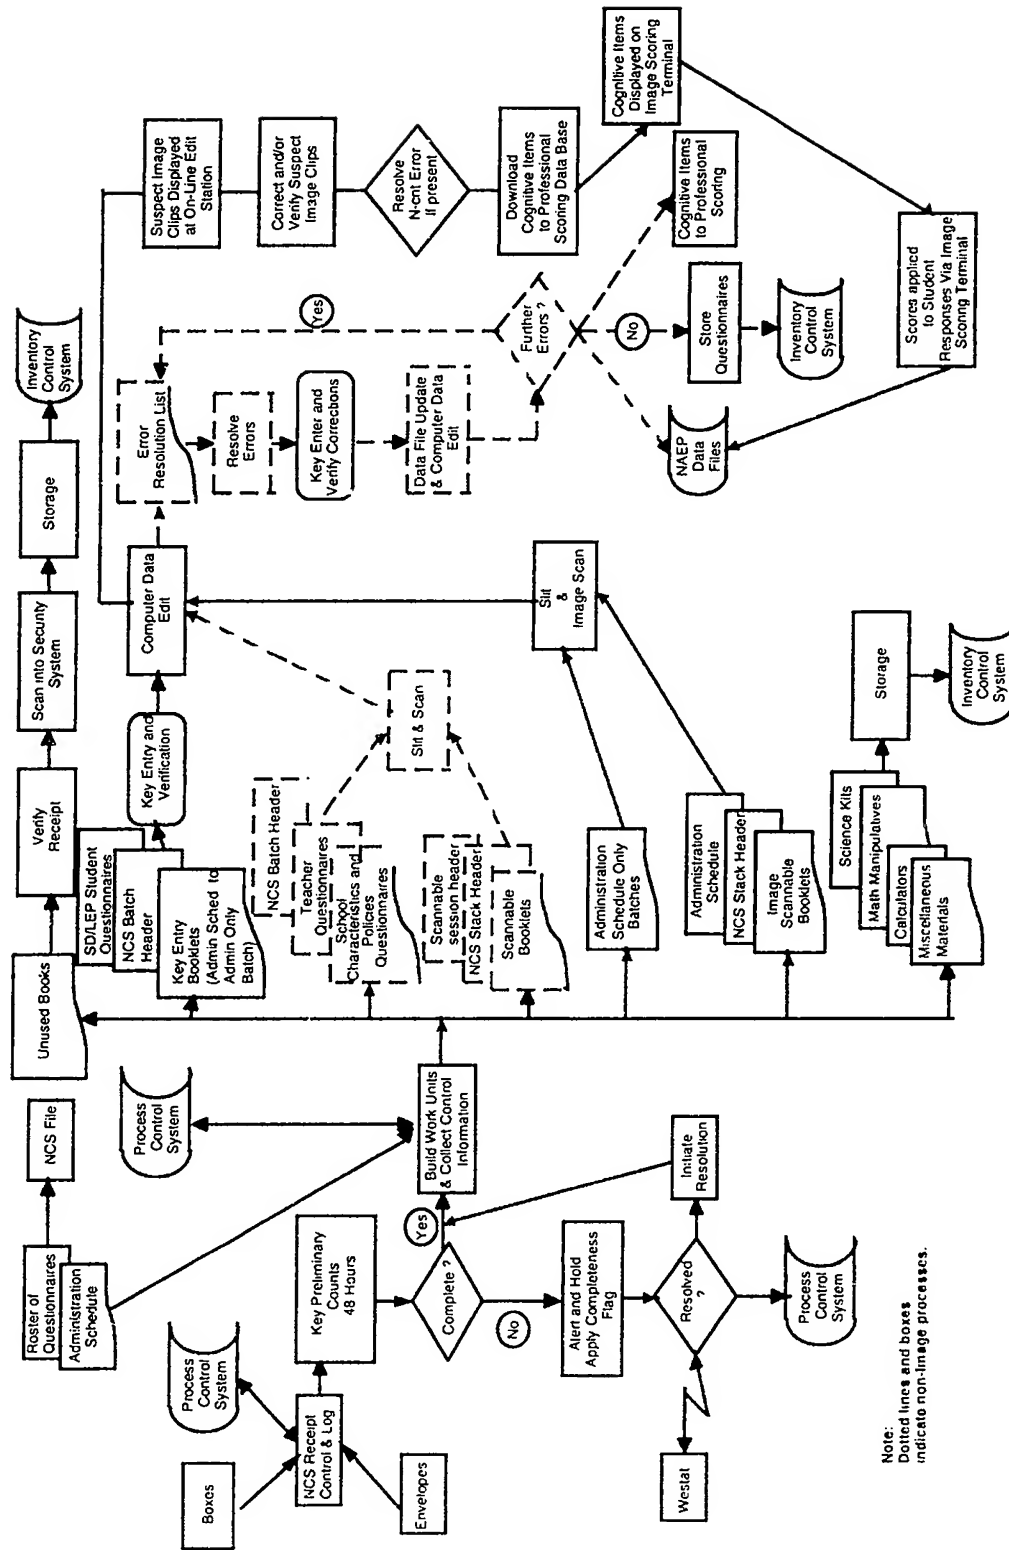 Boxes
Envelopes
NCS Receipt
Control & Log
Process
Control
System
Roster of
Questionnaires
Administration
Schedule
NCS File
Key Preliminary
Counts
48 Hours
Complete ?
Yes
No
Alert and Hold
Apply Completeness
Flag
Resolved
?
Westat
Initiate
Resolution
Process
Control
System
Process
Control
System
Build Work Units
& Collect Control
Information
Unused Books
Verify
Receipt
Scan into Security
System
Storage
Inventory
Control
System
SD/LEP Student
Questionnaires
NCS Batch
Header
Key Entry
Booklets
(Admin Sched to
Admin Only
Batch)
Key Entry and
Verification
Computer Data
Edit
NCS Batch Header
Teacher
Questionnaires
School
Characteristics and
Policies
Questionnaires
Scannable
session header
NCS Stack Header
Scannable
Booklets
Slit & Scan
Administration
Schedule Only
Batches
Administration
Schedule
NCS Stack Header
Image
Scannable
Booklets
Slit
&
Image Scan
Science Kits
Math Manipulatives
Calculators
Miscellaneous
Materials
Storage
Inventory
Control
System
Error
Resolution List
Resolve
Errors
Key Enter and
Verify Corrections
Data File Update
& Computer Data
Edit
Further
Errors ?
Yes
No
Store
Questionnaires
Inventory
Control
System
NAEP
Data
Files
Cognitive Items
to Professional
Scoring
Suspect Image
Clips Displayed
at On-Line Edit
Station
Correct and/or
Verify Suspect
Image Clips
Resolve
N-cnt Error
If present
Download
Cognitive Items
to Professional
Scoring Data Base
Cognitive Items
Displayed on
Image Scoring
Terminal
Scores applied
to Student
Responses Via Image
Scoring Terminal
Note:
Dotted lines and boxes
indicate non-image processes.